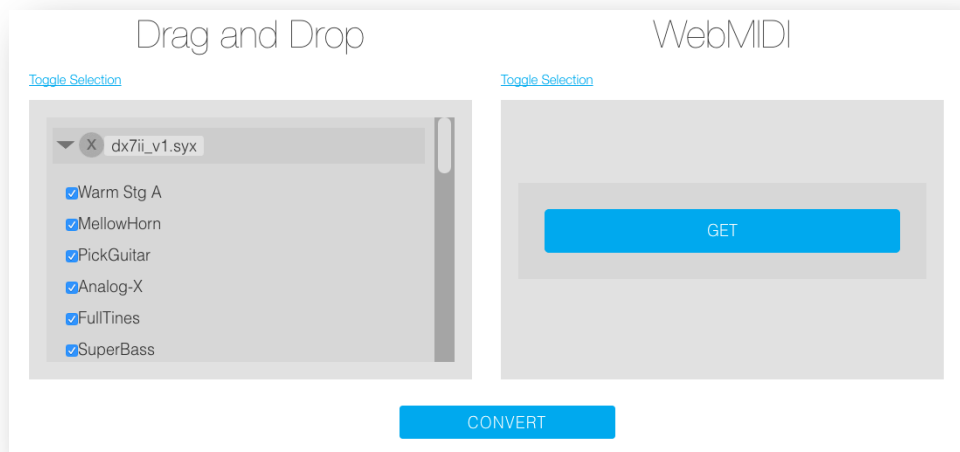 Drag and Drop
Toggle Selection
X dx7ii_v1.syx
Warm Stg A
MellowHorn
PickGuitar
Analog-X
FullTines
SuperBass
WebMIDI
Toggle Selection
GET
CONVERT